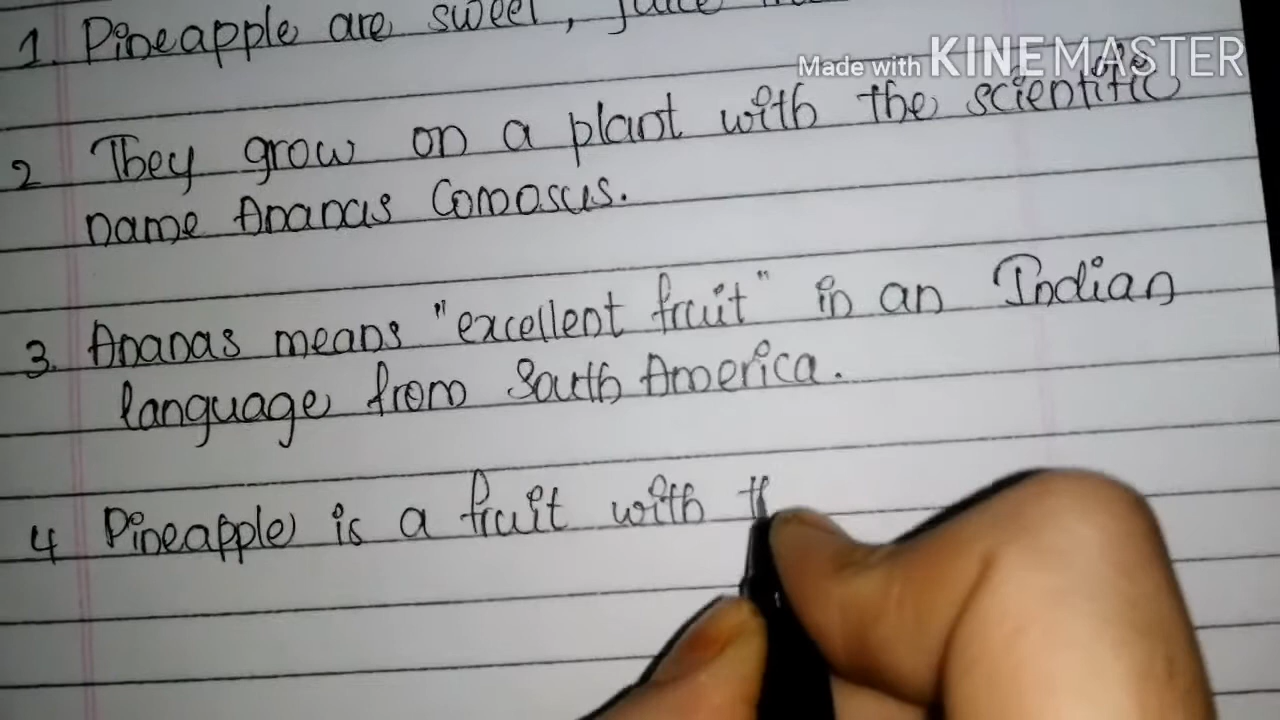 1. Pineapple are sweet, juice
Made with KINEMASTER
2 They grow on a plant with the scientific
name Ananas Comosus.
3. Ananas means "excellent fruit" in an Indian
language from South America.
4 Pineapple is a fruit with